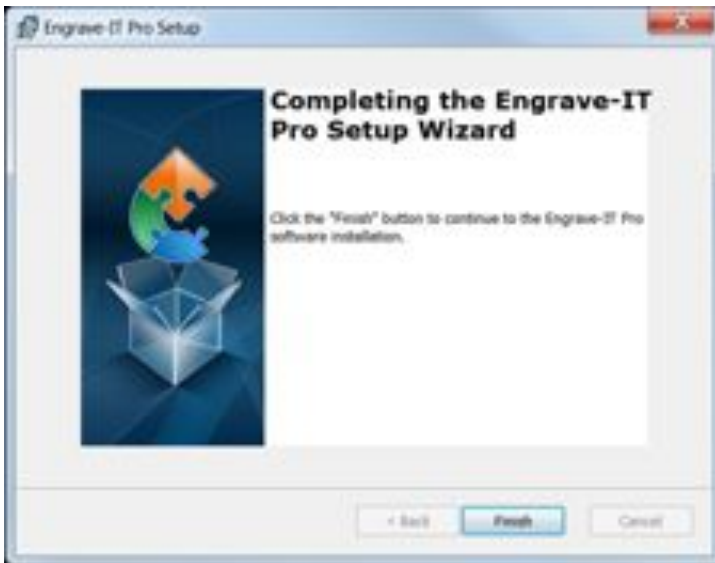 Engrave-IT Pro Setup
Completing the Engrave-IT
Pro Setup Wizard
Click the "Finish" button to continue to the Engrave-IT Pro
software installation.
< Back
Finish
Cancel